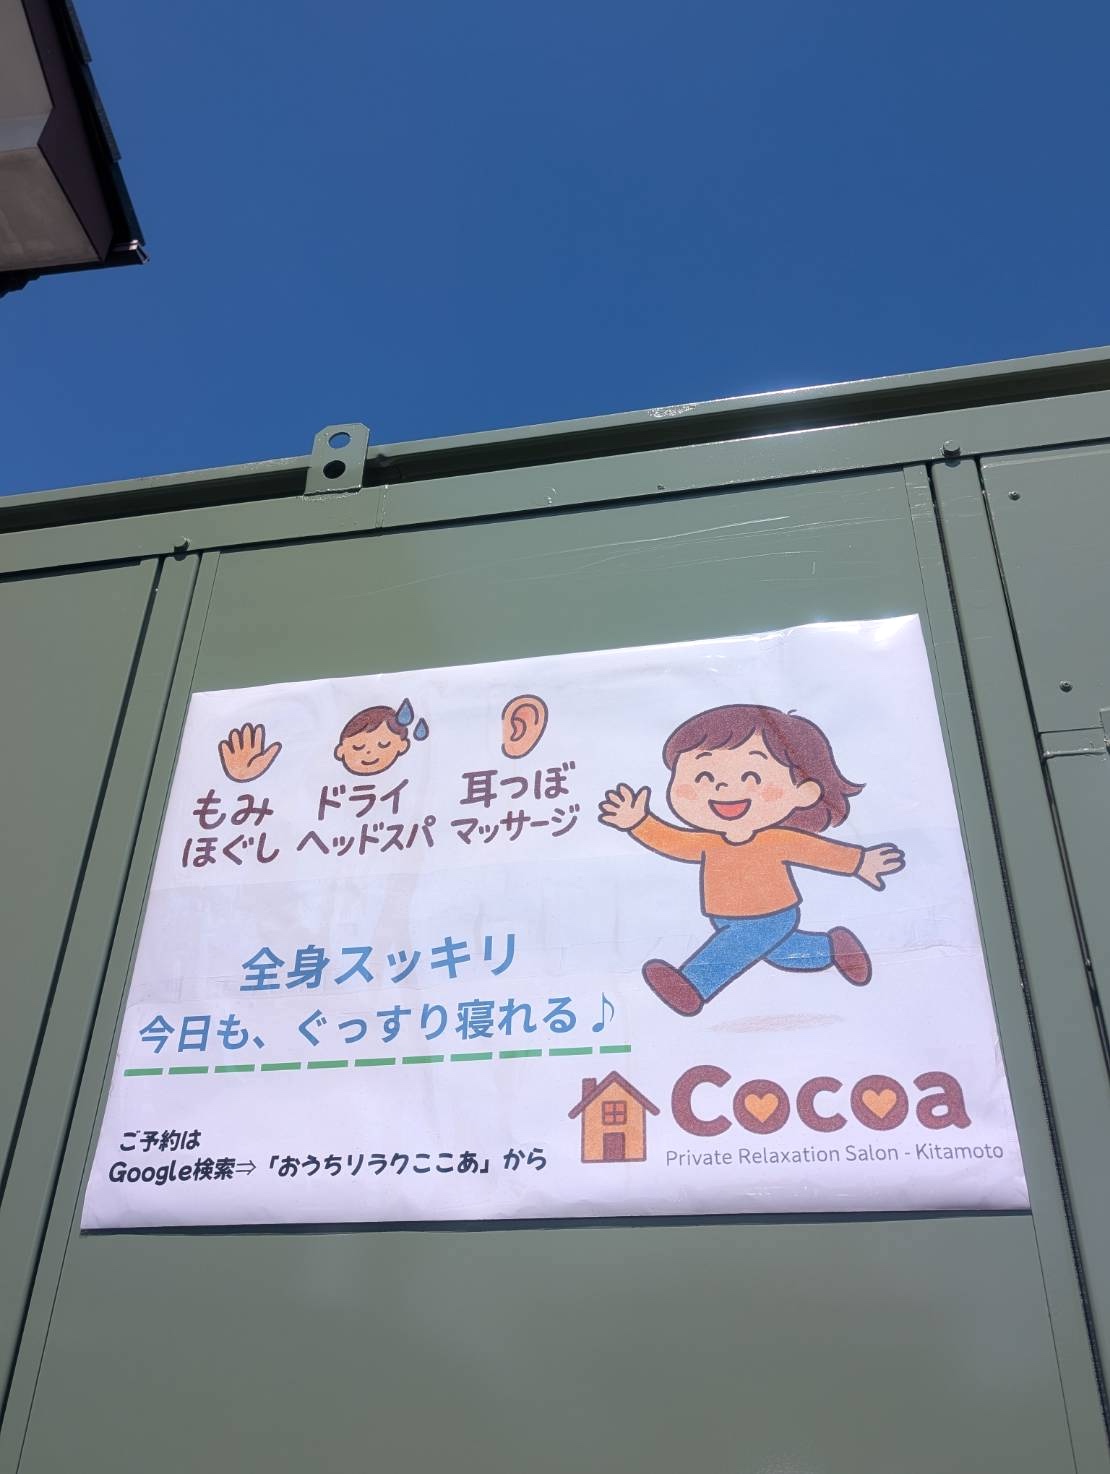 もみ
ほぐし
ドライ
ヘッドスパ
耳つぼ
マッサージ
全身スッキリ
今日も、ぐっすり寝れる♪
ご予約は
Google検索⇒「おうちリラクここあ」から
Cocoa
Private Relaxation Salon - Kitamoto